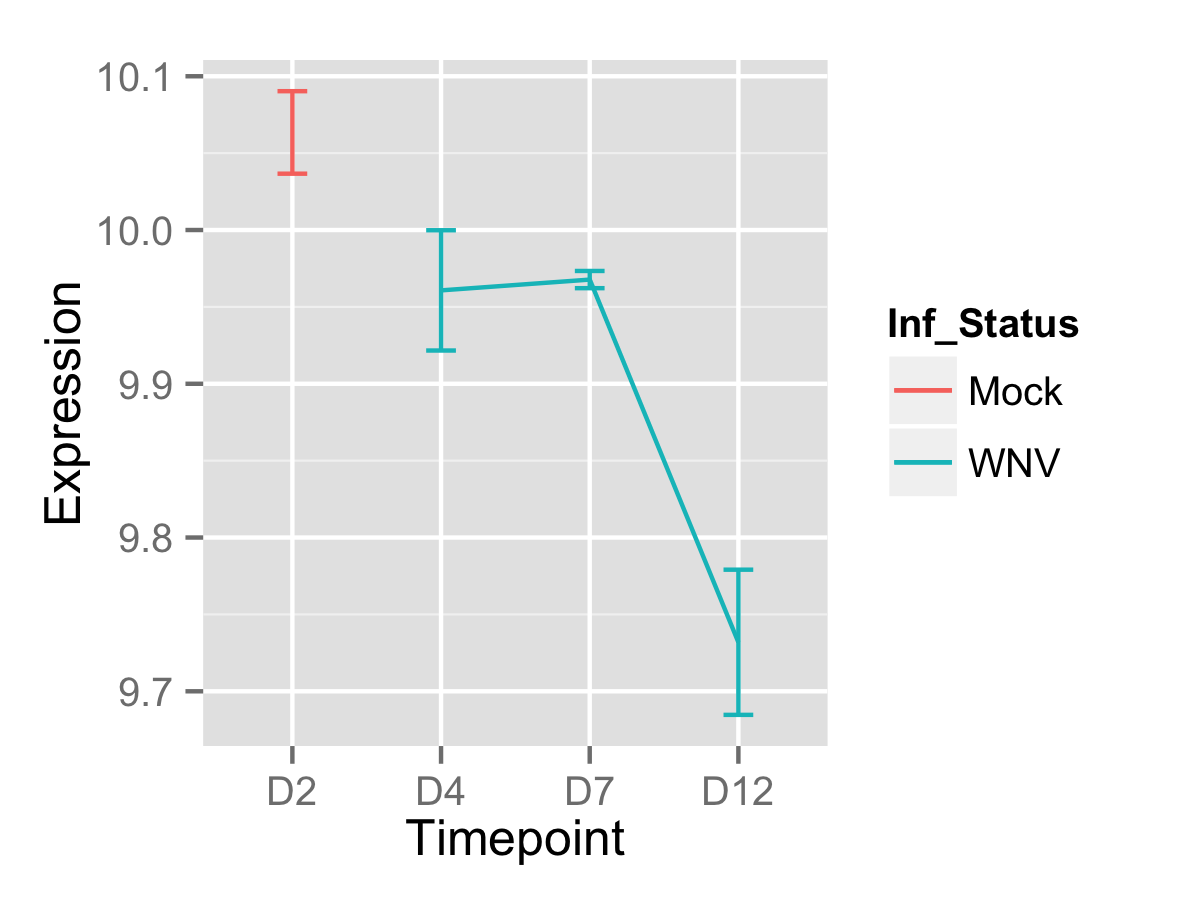 10.1
10.0
9.9
9.8
9.7
Expression
D2 D4 D7 D12
Timepoint
Inf_Status
Mock
WNV